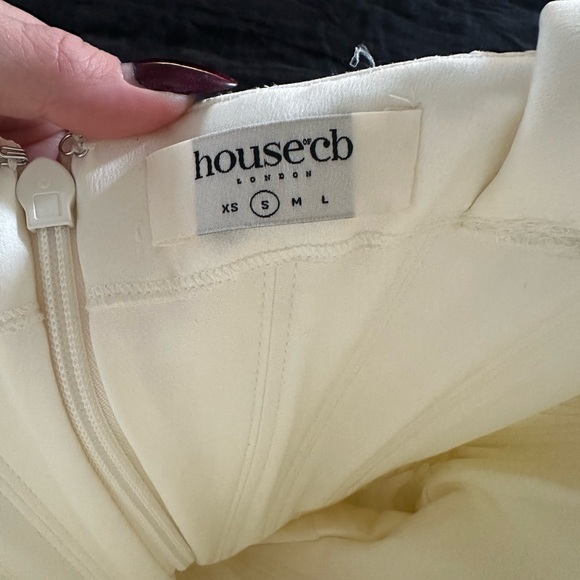 house OF cb
LONDON
XS S M L